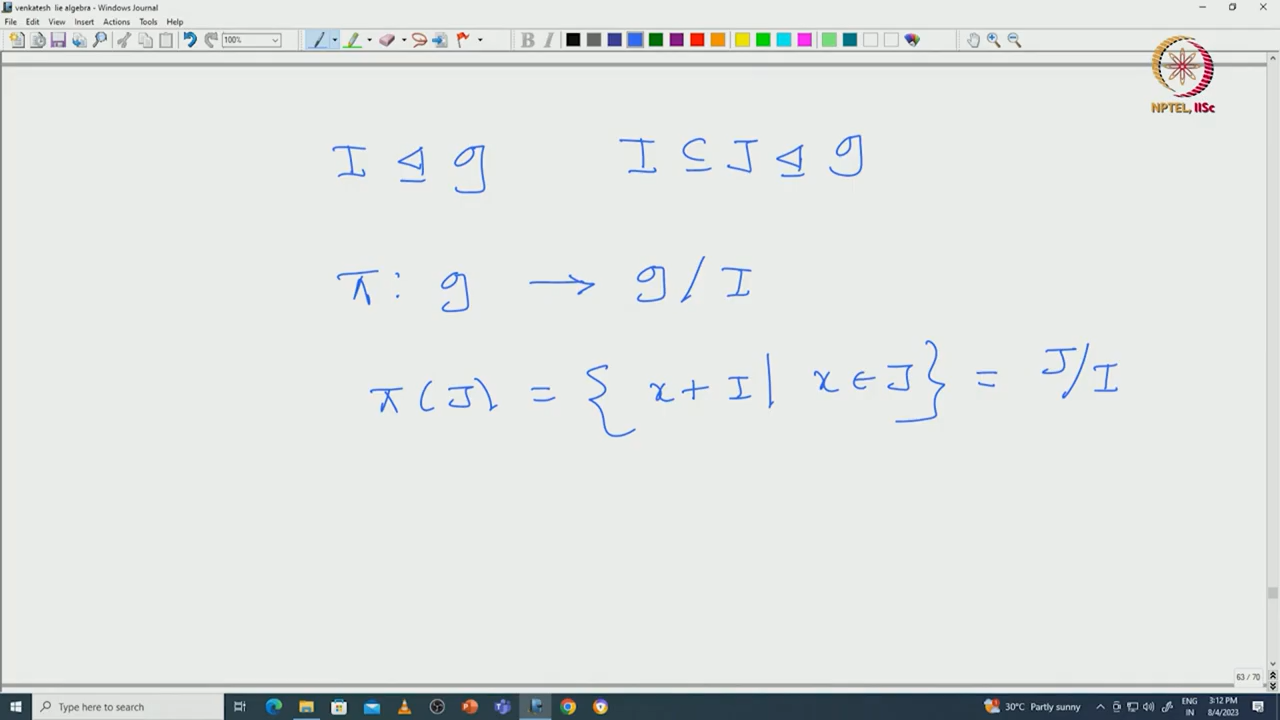 venkatesh lie algebra - Windows Journal
File Edit View Insert Actions Tools Help
100%
B I
NPTEL, IISc
I ⊴ g I ⊆ J ⊴ g
π : g → g / I
π(J) = { x + I | x ∈ J } = J/I
63 / 70
Type here to search
30°C Partly sunny
ENG
IN
3:12 PM
8/4/2023